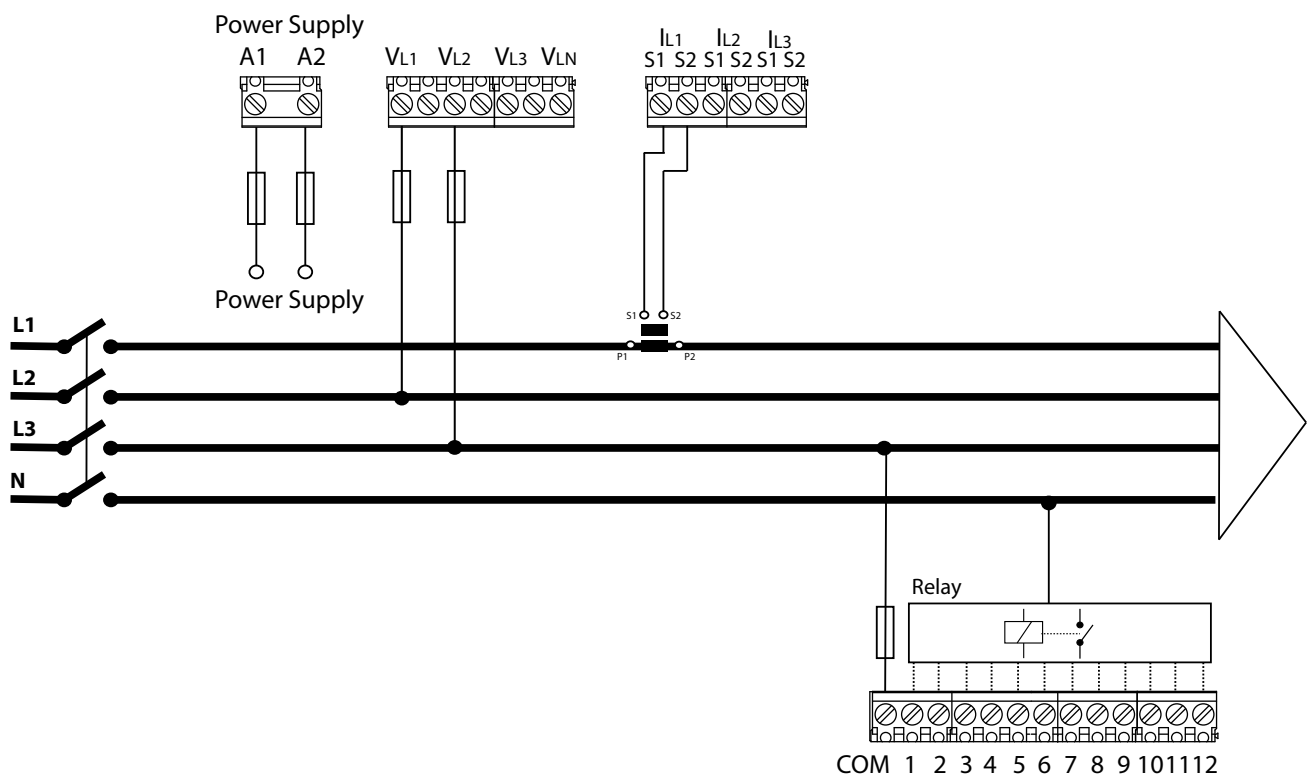 Power Supply
A1 A2
VL1 VL2 VL3 VLN
IL1 IL2 IL3
S1 S2 S1 S2 S1 S2
Power Supply
L1
S1 S2
P1 P2
L2
L3
N
Relay
COM 1 2 3 4 5 6 7 8 9 10 11 12